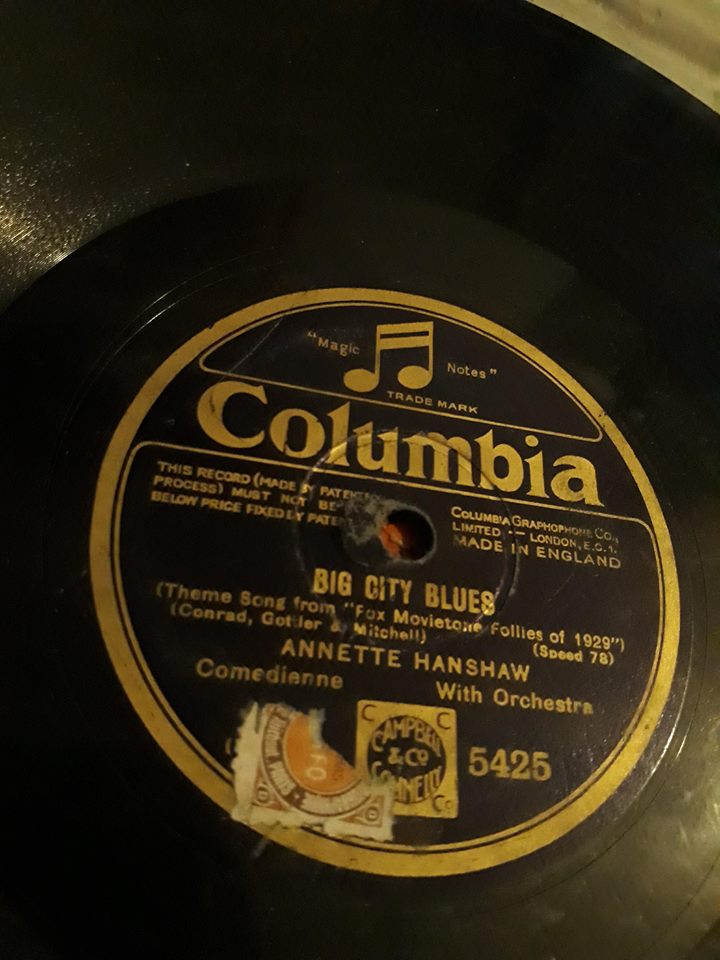 "Magic Notes"
TRADE MARK
Columbia
THIS RECORD (MADE BY
PROCESS) MUST NOT BE
BELOW PRICE FIXED BY
COLUMBIA GRAPHOPHONE CO.,
LIMITED — LONDON, E.C.1.
MADE IN ENGLAND
BIG CITY BLUES
(Theme Song from "Fox Movietone Follies of 1929")
(Conrad, Gottler & Mitchell)
(Speed 78)
ANNETTE HANSHAW
Comedienne
With Orchestra
CAMPBELL
& CO
CONNELLY
5425